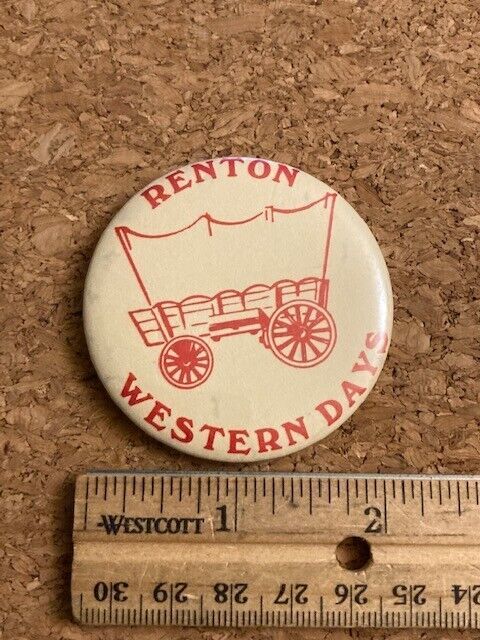 RENTON
WESTERN DAYS
WESTCOTT 1 2
30 29 28 27 26 25 24